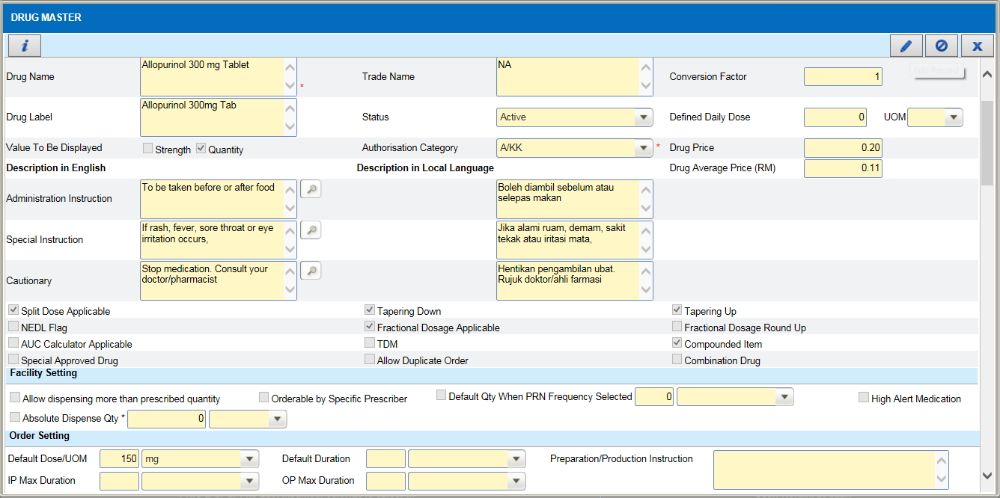 DRUG MASTER
i
Edit Record
Drug Name
Allopurinol 300 mg Tablet
*
Trade Name
NA
Conversion Factor
1
Drug Label
Allopurinol 300mg Tab
Status
Active
Defined Daily Dose
0
UOM
Value To Be Displayed
Strength
Quantity
Authorisation Category
A/KK
*
Drug Price
0.20
Description in English
Description in Local Language
Drug Average Price (RM)
0.11
Administration Instruction
To be taken before or after food
Boleh diambil sebelum atau
selepas makan
Special Instruction
If rash, fever, sore throat or eye
irritation occurs,
Jika alami ruam, demam, sakit
tekak atau iritasi mata,
Cautionary
Stop medication. Consult your
doctor/pharmacist
Hentikan pengambilan ubat.
Rujuk doktor/ahli farmasi
Split Dose Applicable
Tapering Down
Tapering Up
NEDL Flag
Fractional Dosage Applicable
Fractional Dosage Round Up
AUC Calculator Applicable
TDM
Compounded Item
Special Approved Drug
Allow Duplicate Order
Combination Drug
Facility Setting
Allow dispensing more than prescribed quantity
Orderable by Specific Prescriber
Default Qty When PRN Frequency Selected
0
High Alert Medication
Absolute Dispense Qty *
0
Order Setting
Default Dose/UOM
150
mg
Default Duration
Preparation/Production Instruction
IP Max Duration
OP Max Duration